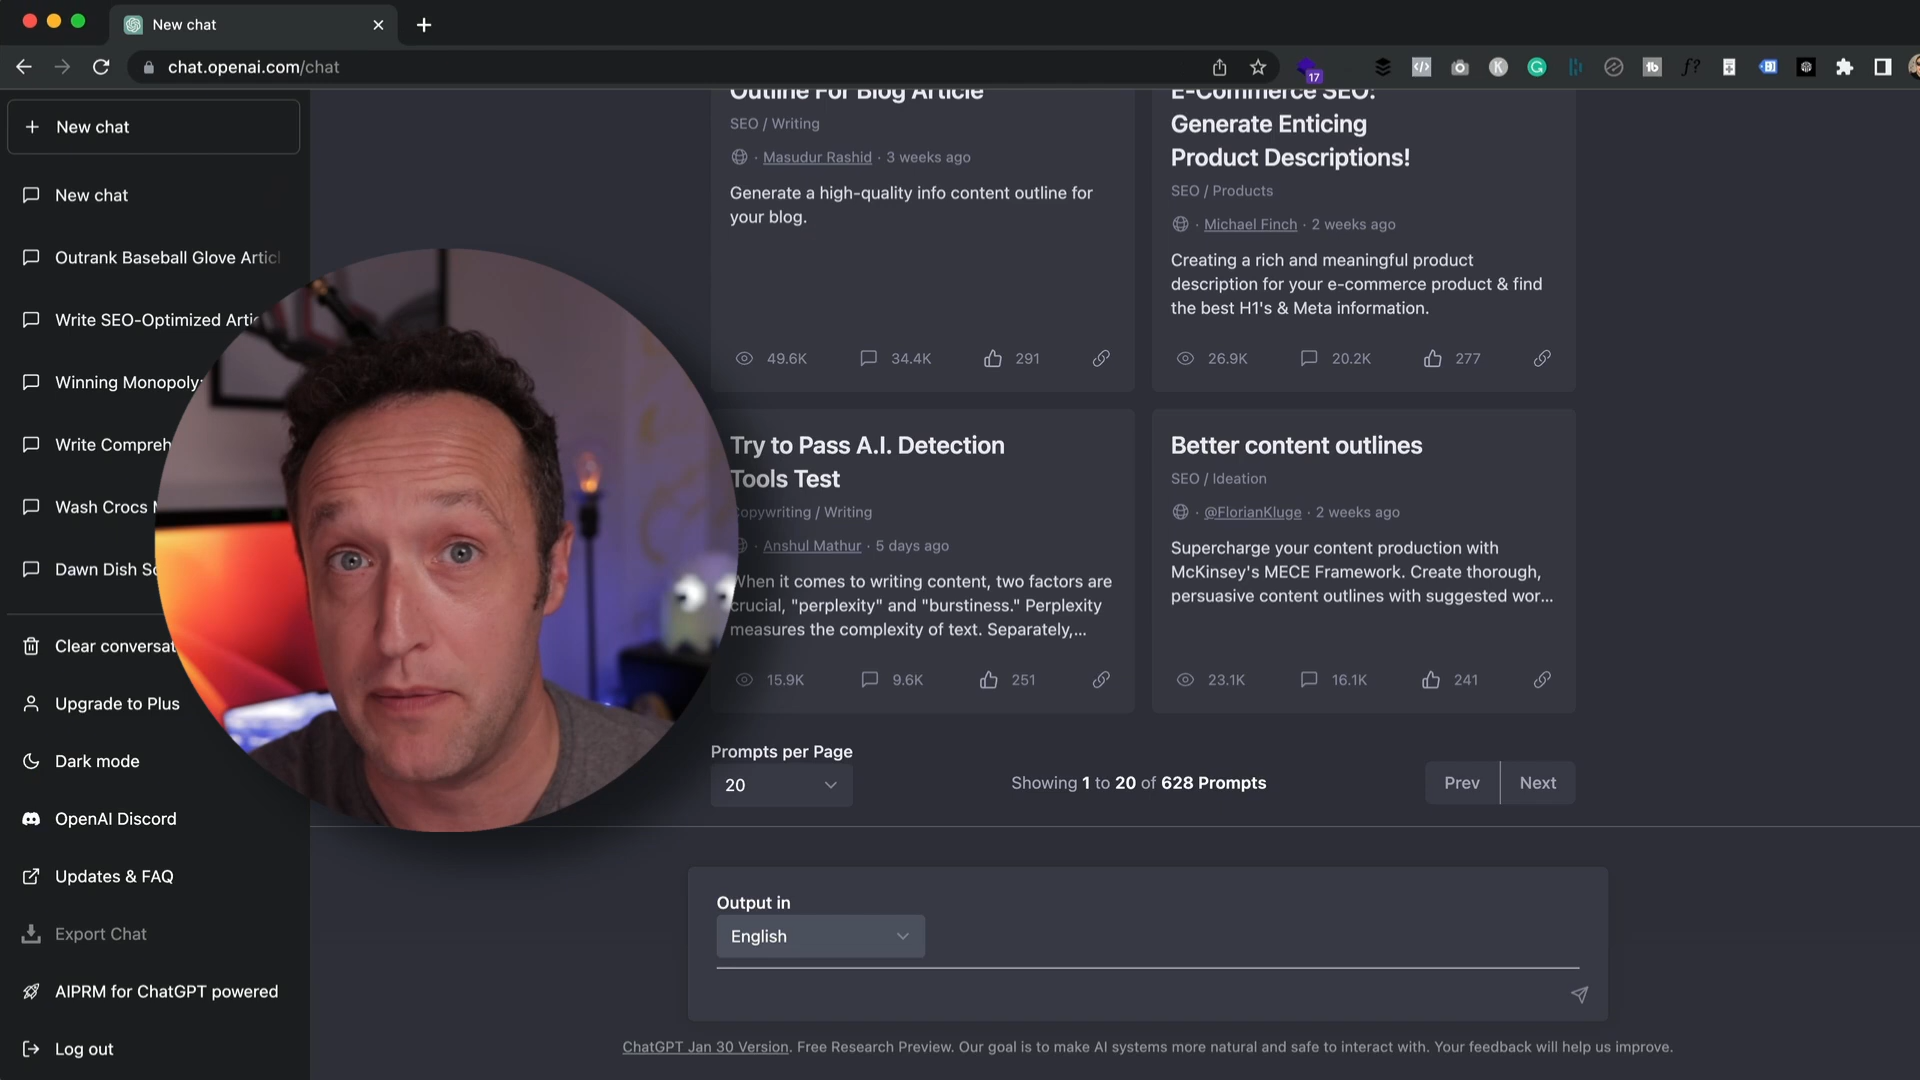 New chat
chat.openai.com/chat
17
New chat
New chat
Outrank Baseball Glove Artic
Write SEO-Optimized Artic
Winning Monopoly:
Write Compreh
Wash Crocs
Dawn Dish So
Clear conversat
Upgrade to Plus
Dark mode
OpenAI Discord
Updates & FAQ
Export Chat
AIPRM for ChatGPT powered
Log out
Outline For Blog Article
SEO / Writing
· Masudur Rashid · 3 weeks ago
Generate a high-quality info content outline for
your blog.
49.6K 34.4K 291
E-Commerce SEO:
Generate Enticing
Product Descriptions!
SEO / Products
· Michael Finch · 2 weeks ago
Creating a rich and meaningful product
description for your e-commerce product & find
the best H1's & Meta information.
26.9K 20.2K 277
Try to Pass A.I. Detection
Tools Test
Copywriting / Writing
· Anshul Mathur · 5 days ago
When it comes to writing content, two factors are
crucial, "perplexity" and "burstiness." Perplexity
measures the complexity of text. Separately,...
15.9K 9.6K 251
Better content outlines
SEO / Ideation
· @FlorianKluge · 2 weeks ago
Supercharge your content production with
McKinsey's MECE Framework. Create thorough,
persuasive content outlines with suggested wor...
23.1K 16.1K 241
Prompts per Page
20
Showing 1 to 20 of 628 Prompts
Prev Next
Output in
English
ChatGPT Jan 30 Version. Free Research Preview. Our goal is to make AI systems more natural and safe to interact with. Your feedback will help us improve.